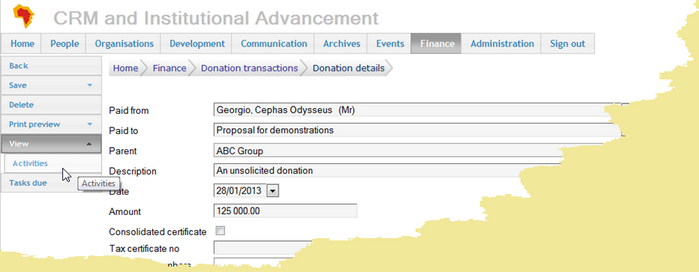 CRM and Institutional Advancement
Home People Organisations Development Communication Archives Events Finance Administration Sign out
Back
Save
Delete
Print preview
View
Activities
Activities
Tasks due
Home Finance Donation transactions Donation details
Paid from Georgio, Cephas Odysseus (Mr)
Paid to Proposal for demonstrations
Parent ABC Group
Description An unsolicited donation
Date 28/01/2013
Amount 125 000.00
Consolidated certificate
Tax certificate no